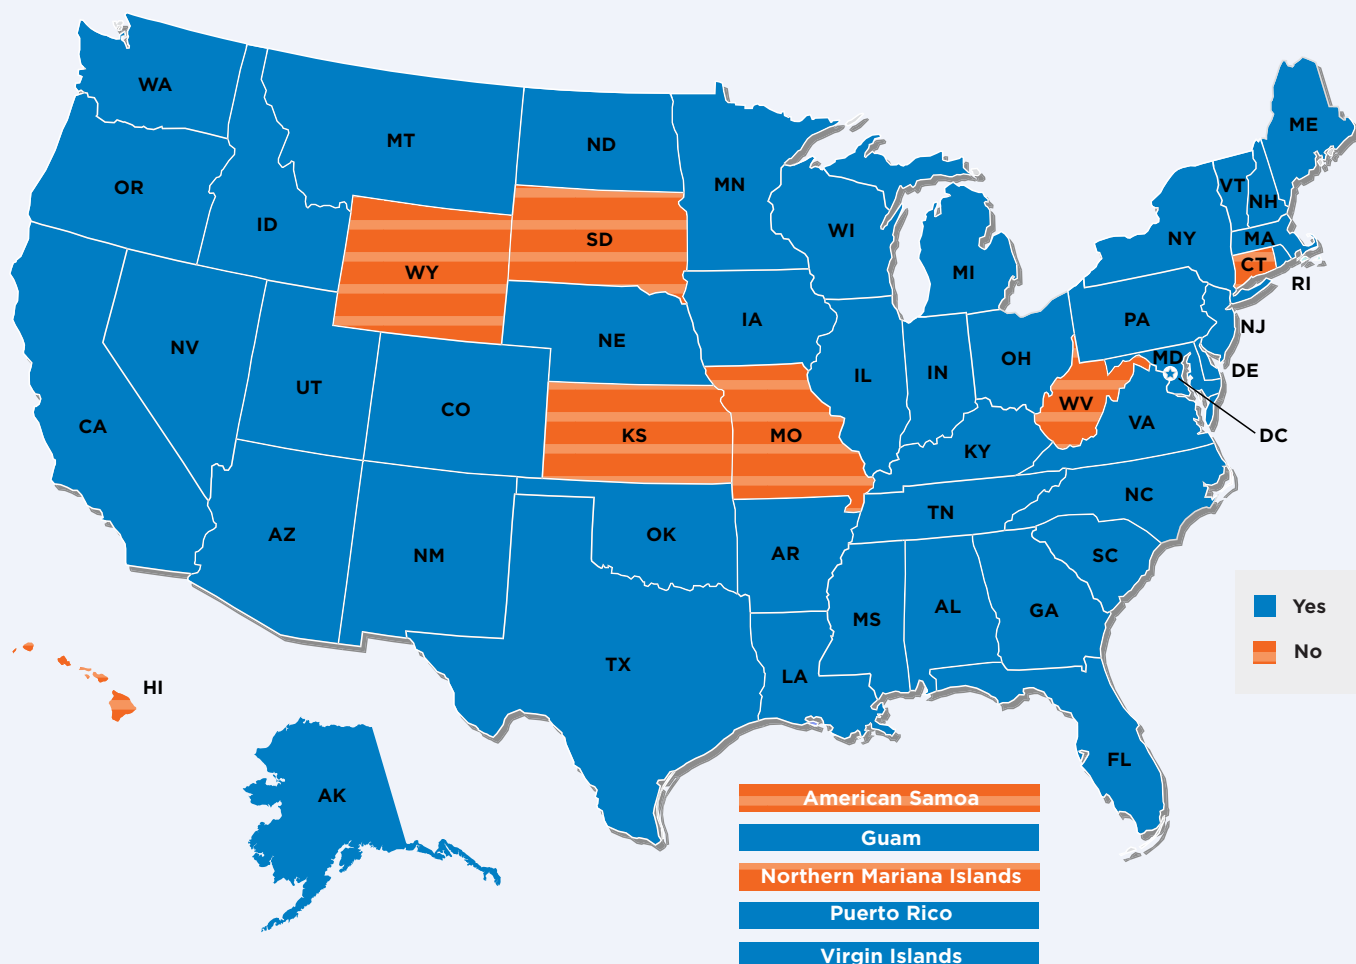 WA
MT
ND
MN
ME
OR
ID
SD
WI
VT
NH
WY
MI
NY
MA
CT
RI
NV
UT
NE
IA
PA
NJ
CA
CO
IL
IN
OH
MD
DE
KS
MO
WV
VA
DC
KY
AZ
NM
OK
AR
TN
NC
SC
MS
AL
GA
TX
LA
HI
AK
FL
Yes
No
American Samoa
Guam
Northern Mariana Islands
Puerto Rico
Virgin Islands